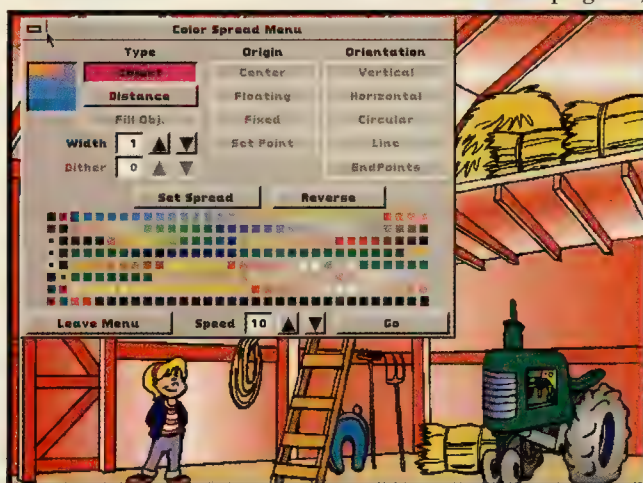 Color Spread Menu
Type
Origin
Orientation
Count
Center
Vertical
Distance
Floating
Horizontal
Fill Obj.
Fixed
Circular
Width 1
Set Point
Line
Dither 0
EndPoints
Set Spread
Reverse
Leave Menu
Speed 10
Go